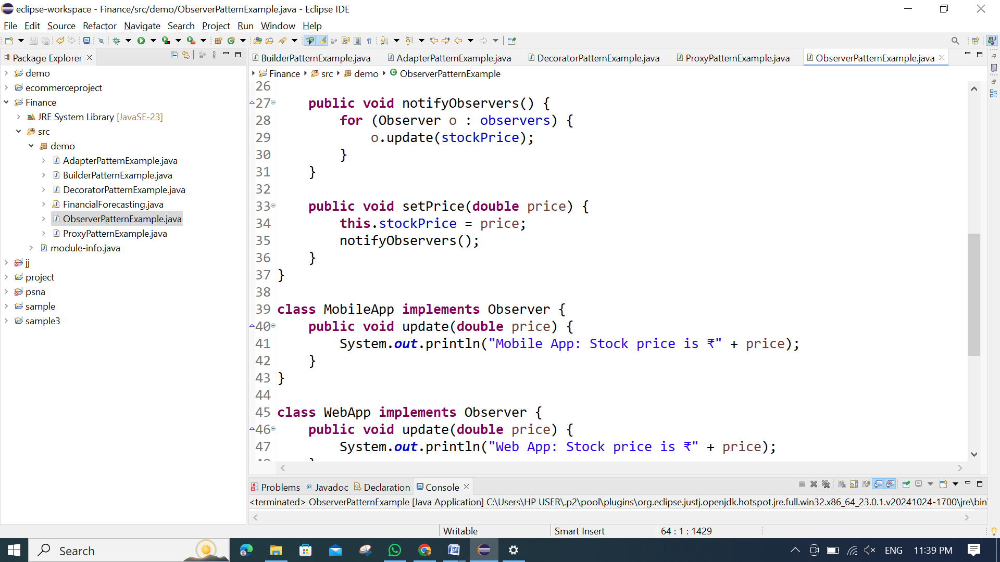 eclipse-workspace - Finance/src/demo/ObserverPatternExample.java - Eclipse IDE
File Edit Source Refactor Navigate Search Project Run Window Help
Package Explorer
demo
ecommerceproject
Finance
JRE System Library [JavaSE-23]
src
demo
AdapterPatternExample.java
BuilderPatternExample.java
DecoratorPatternExample.java
FinancialForecasting.java
ObserverPatternExample.java
ProxyPatternExample.java
module-info.java
jj
project
psna
sample
sample3
BuilderPatternExample.java AdapterPatternExample.java DecoratorPatternExample.java ProxyPatternExample.java ObserverPatternExample.java
Finance src demo ObserverPatternExample
26
27 public void notifyObservers() {
28 for (Observer o : observers) {
29 o.update(stockPrice);
30 }
31 }
32
33 public void setPrice(double price) {
34 this.stockPrice = price;
35 notifyObservers();
36 }
37 }
38
39 class MobileApp implements Observer {
40 public void update(double price) {
41 System.out.println("Mobile App: Stock price is ₹" + price);
42 }
43 }
44
45 class WebApp implements Observer {
46 public void update(double price) {
47 System.out.println("Web App: Stock price is ₹" + price);
Problems Javadoc Declaration Console
<terminated> ObserverPatternExample [Java Application] C:\Users\HP USER\.p2\pool\plugins\org.eclipse.justj.openjdk.hotspot.jre.full.win32.x86_64_23.0.1.v20241024-1700\jre\bin\
Writable Smart Insert 64 : 1 : 1429
Search ENG 11:39 PM